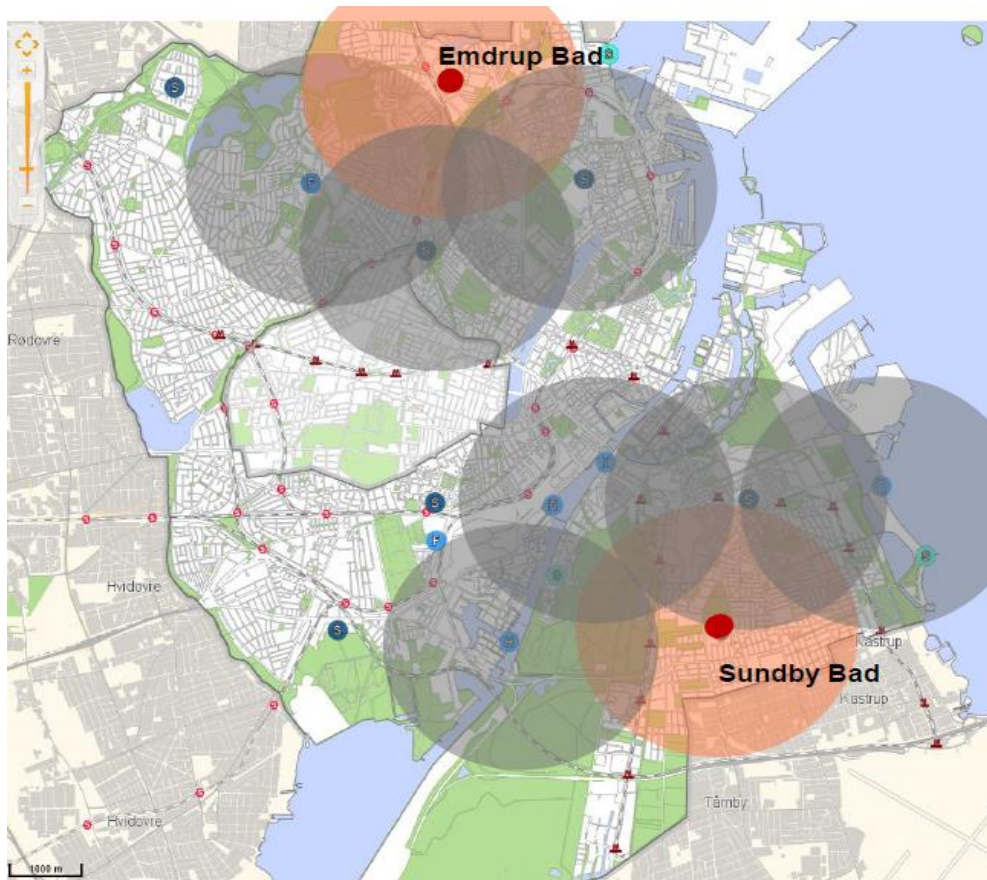 Emdrup Bad
Rødovre
Hvidovre
Kastrup
Sundby Bad
Kastrup
Tårnby
Hvidovre
1000 m